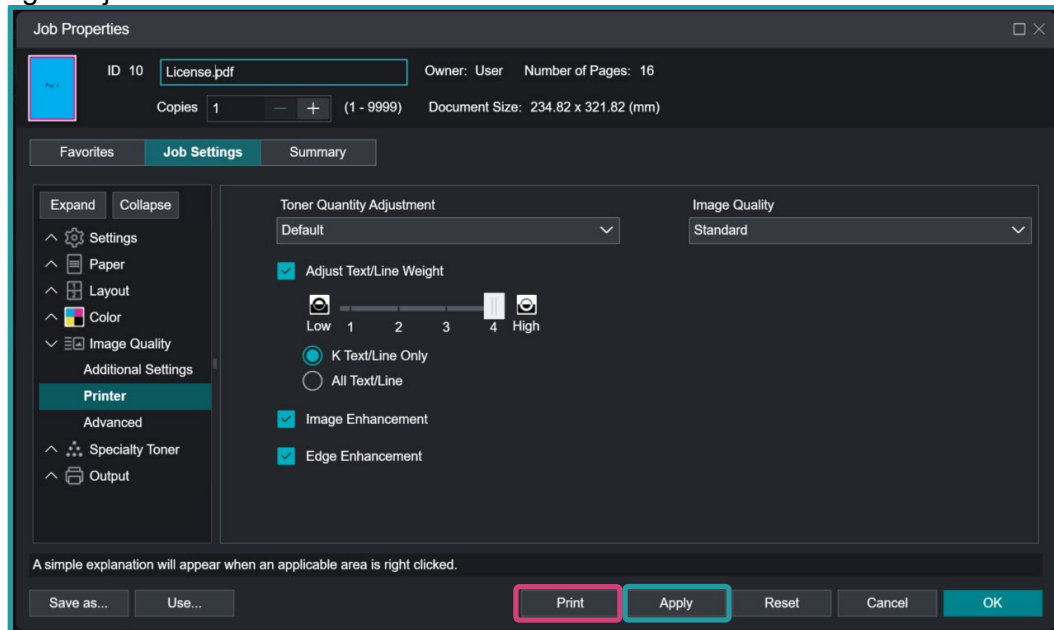 Job Properties
ID 10 License.pdf Owner: User Number of Pages: 16
Copies 1 (1 - 9999) Document Size: 234.82 x 321.82 (mm)
Favorites Job Settings Summary
Expand Collapse
Settings
Paper
Layout
Color
Image Quality
Additional Settings
Printer
Advanced
Specialty Toner
Output
Toner Quantity Adjustment
Default
Image Quality
Standard
Adjust Text/Line Weight
Low 1 2 3 4 High
K Text/Line Only
All Text/Line
Image Enhancement
Edge Enhancement
A simple explanation will appear when an applicable area is right clicked.
Save as... Use... Print Apply Reset Cancel OK